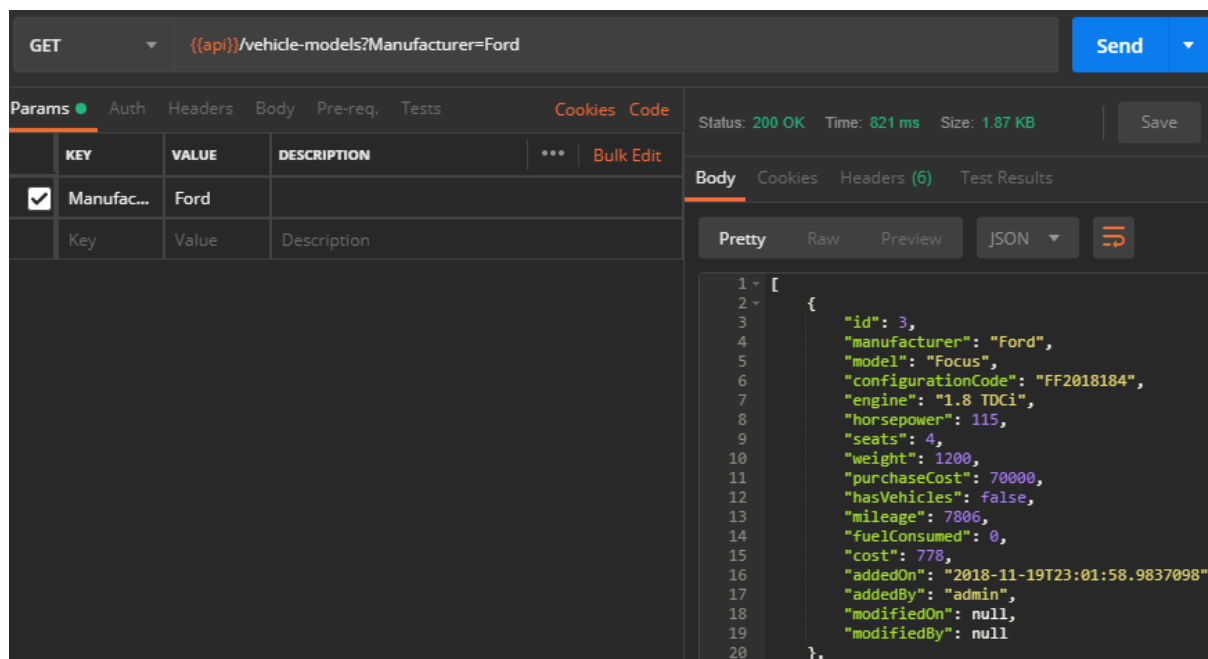 GET {{api}}/vehicle-models?Manufacturer=Ford Send
Params Auth Headers Body Pre-req. Tests Cookies Code
KEY VALUE DESCRIPTION ••• Bulk Edit
Manufac... Ford
Key Value Description
Status: 200 OK Time: 821 ms Size: 1.87 KB Save
Body Cookies Headers (6) Test Results
Pretty Raw Preview JSON
1 [
2 {
3 "id": 3,
4 "manufacturer": "Ford",
5 "model": "Focus",
6 "configurationCode": "FF2018184",
7 "engine": "1.8 TDCi",
8 "horsepower": 115,
9 "seats": 4,
10 "weight": 1200,
11 "purchaseCost": 70000,
12 "hasVehicles": false,
13 "mileage": 7806,
14 "fuelConsumed": 0,
15 "cost": 778,
16 "addedOn": "2018-11-19T23:01:58.9837098"
17 "addedBy": "admin",
18 "modifiedOn": null,
19 "modifiedBy": null
20 },